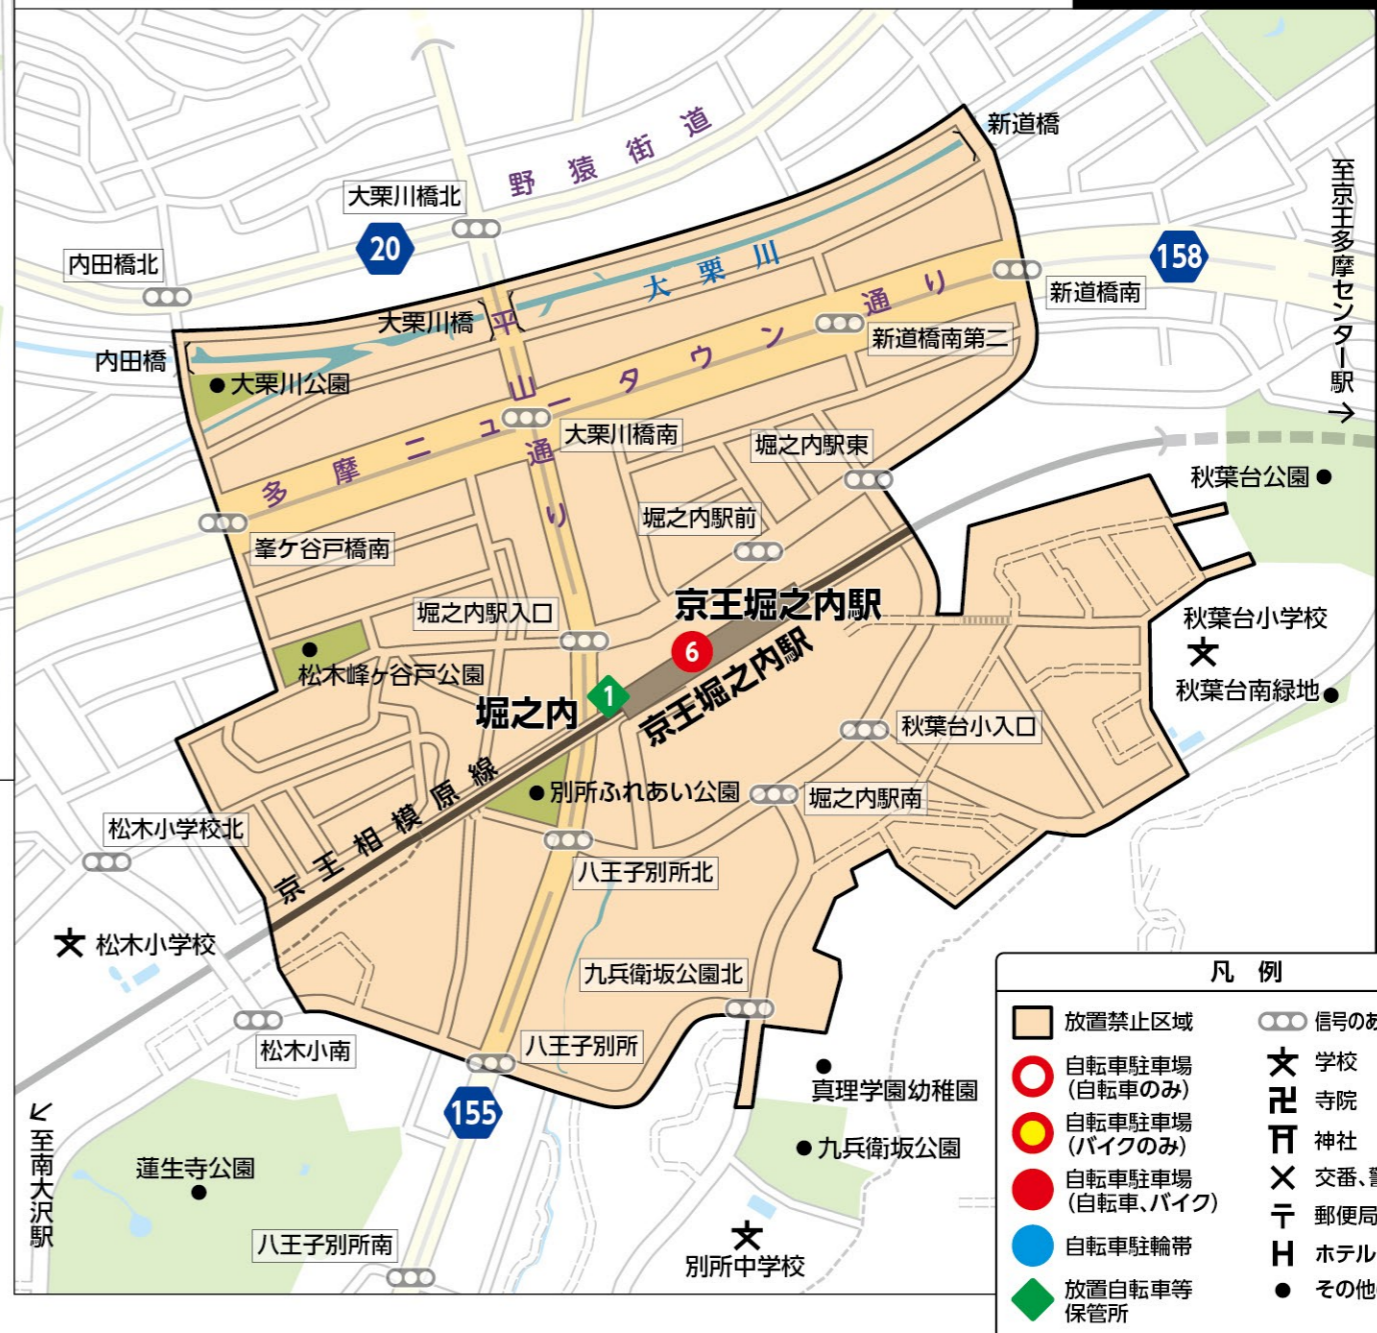 新道橋
野猿街道
至京王多摩センター駅→
大栗川橋北
20
158
内田橋北
大栗川
新道橋南
大栗川橋
平山通り
新道橋南第二
内田橋
大栗川公園
多摩ニュータウン通り
大栗川橋南
堀之内駅東
秋葉台公園
堀之内駅前
峯ケ谷戸橋南
京王堀之内駅
堀之内駅入口
秋葉台小学校
6
松木峰ヶ谷戸公園
京王堀之内駅
1
秋葉台南緑地
堀之内
秋葉台小入口
京王相模原線
別所ふれあい公園
堀之内駅南
松木小学校北
八王子別所北
松木小学校
九兵衛坂公園北
松木小南
八王子別所
真理学園幼稚園
155
九兵衛坂公園
←至南大沢駅
蓮生寺公園
八王子別所南
別所中学校
凡 例
放置禁止区域
自転車駐車場
(自転車のみ)
自転車駐車場
(バイクのみ)
自転車駐車場
(自転車、バイク)
自転車駐輪帯
放置自転車等
保管所
信号のあ
学校
寺院
神社
交番、
郵便局
H ホテル
その他